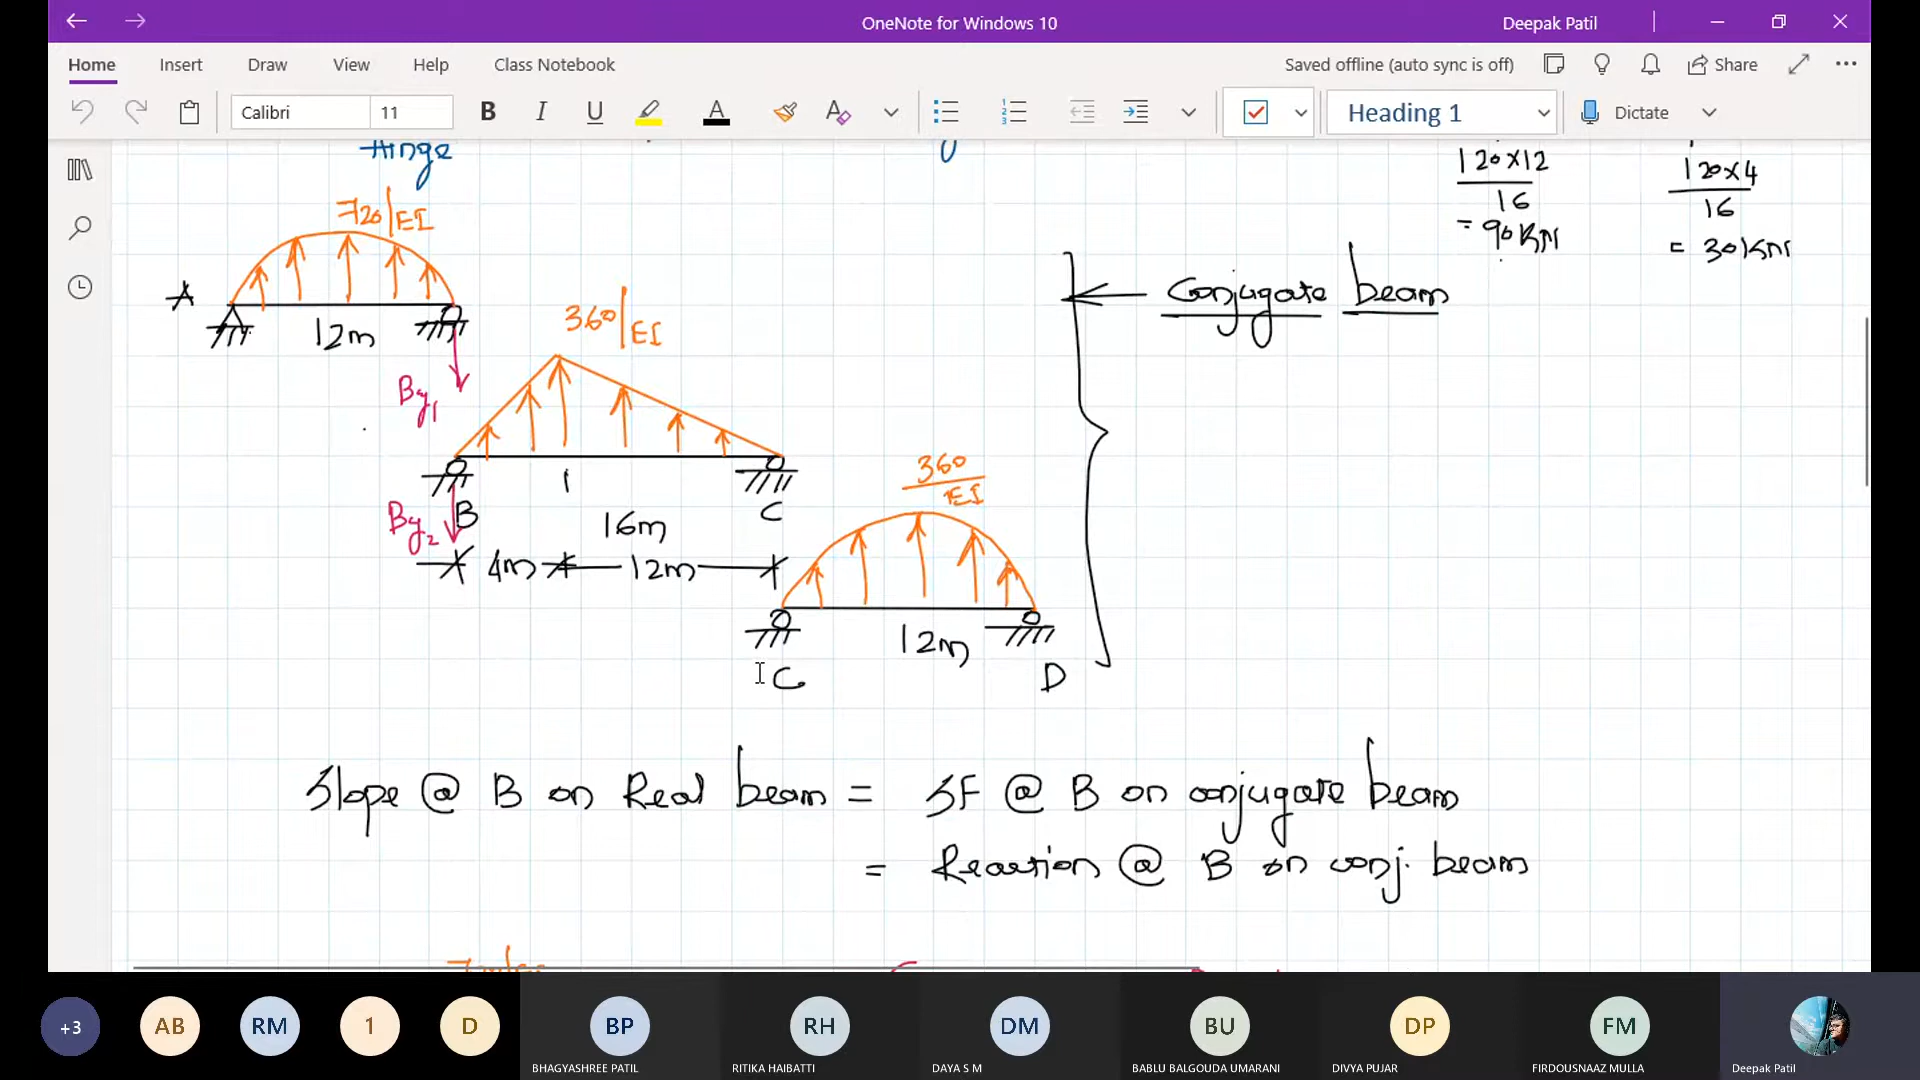 OneNote for Windows 10
Deepak Patil
Home Insert Draw View Help Class Notebook
Saved offline (auto sync is off)
Share
Calibri 11 B I U A
Heading 1
Dictate
Hinge
120×12
16
= 90KN
120×4
16
= 30KN
720/EI
A
12m
By1
360/EI
Conjugate beam
By2
B
16m
C
4m
12m
360
EI
12m
C
D
Slope @ B on Real beam = SF @ B on conjugate beam
= Reaction @ B on conj. beam
+3
AB
RM
1
D
BP
RH
DM
BU
DP
FM
BHAGYASHREE PATIL
RITIKA HAIBATTI
DAYA S M
BABLU BALGOUDA UMARANI
DIVYA PUJAR
FIRDOUSNAAZ MULLA
Deepak Patil